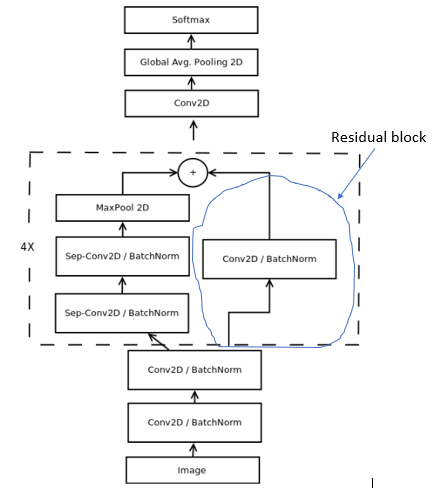 Softmax
Global Avg. Pooling 2D
Conv2D
Residual block
+
MaxPool 2D
4X
Sep-Conv2D / BatchNorm
Conv2D / BatchNorm
Sep-Conv2D / BatchNorm
Conv2D / BatchNorm
Conv2D / BatchNorm
Image